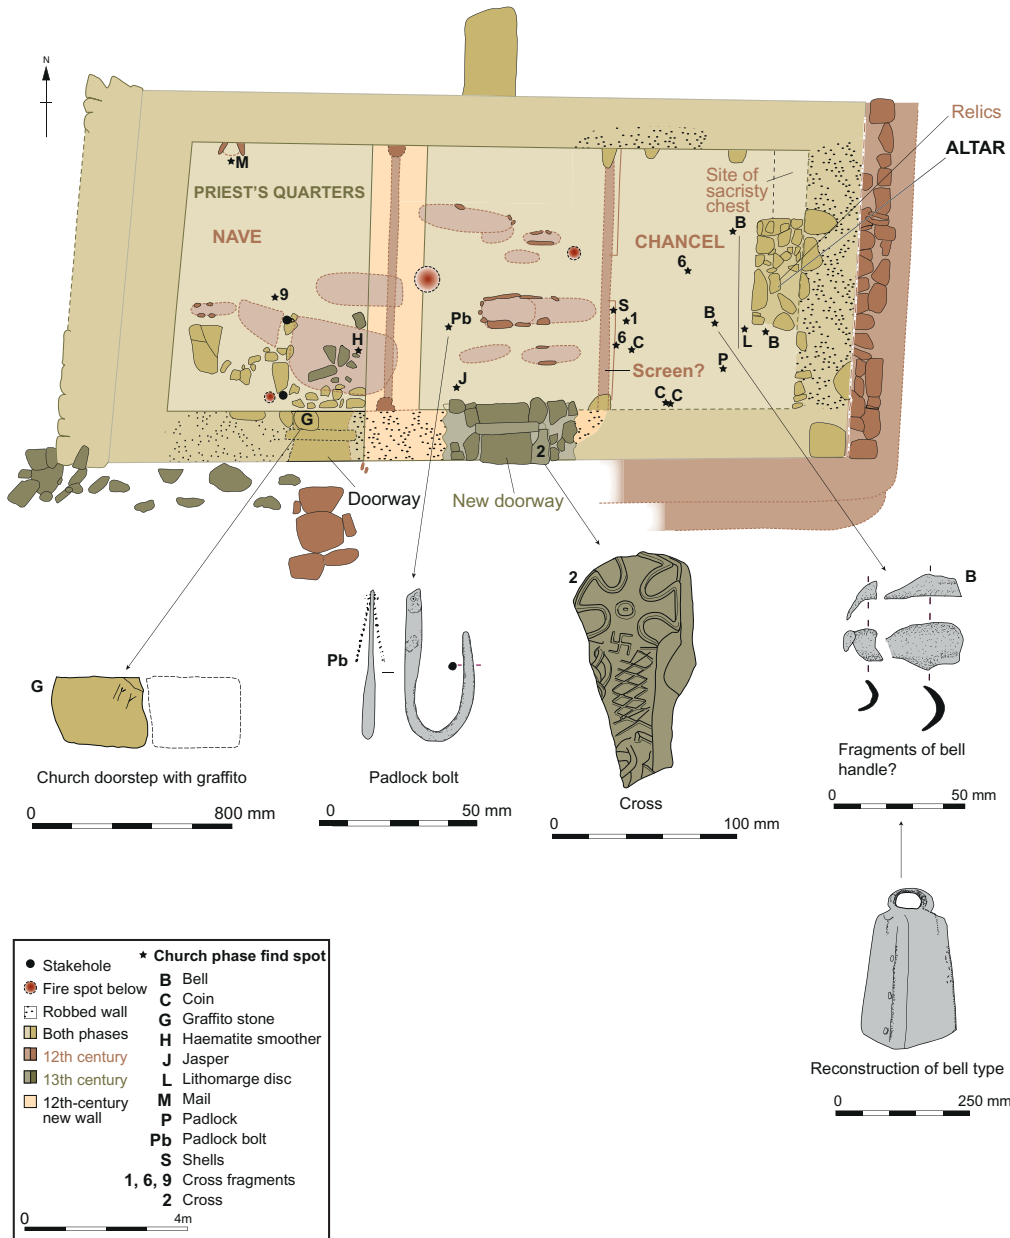 N
Relics
ALTAR
M
Site of
sacristy
chest
PRIEST'S QUARTERS
B
NAVE
CHANCEL
6
9
S
1
Pb
B
H
6
C
L
B
J
Screen?
P
C
C
G
2
Doorway
New doorway
2
B
Pb
G
Fragments of bell
handle?
Church doorstep with graffito
Padlock bolt
Cross
0 800 mm
0 50 mm
0 100 mm
0 50 mm
Church phase find spot
Stakehole
Fire spot below
Robbed wall
Both phases
12th century
13th century
12th-century
new wall
B Bell
C Coin
G Graffito stone
H Haematite smoother
J Jasper
L Lithomarge disc
M Mail
P Padlock
Pb Padlock bolt
S Shells
1, 6, 9 Cross fragments
2 Cross
0 4m
Reconstruction of bell type
0 250 mm